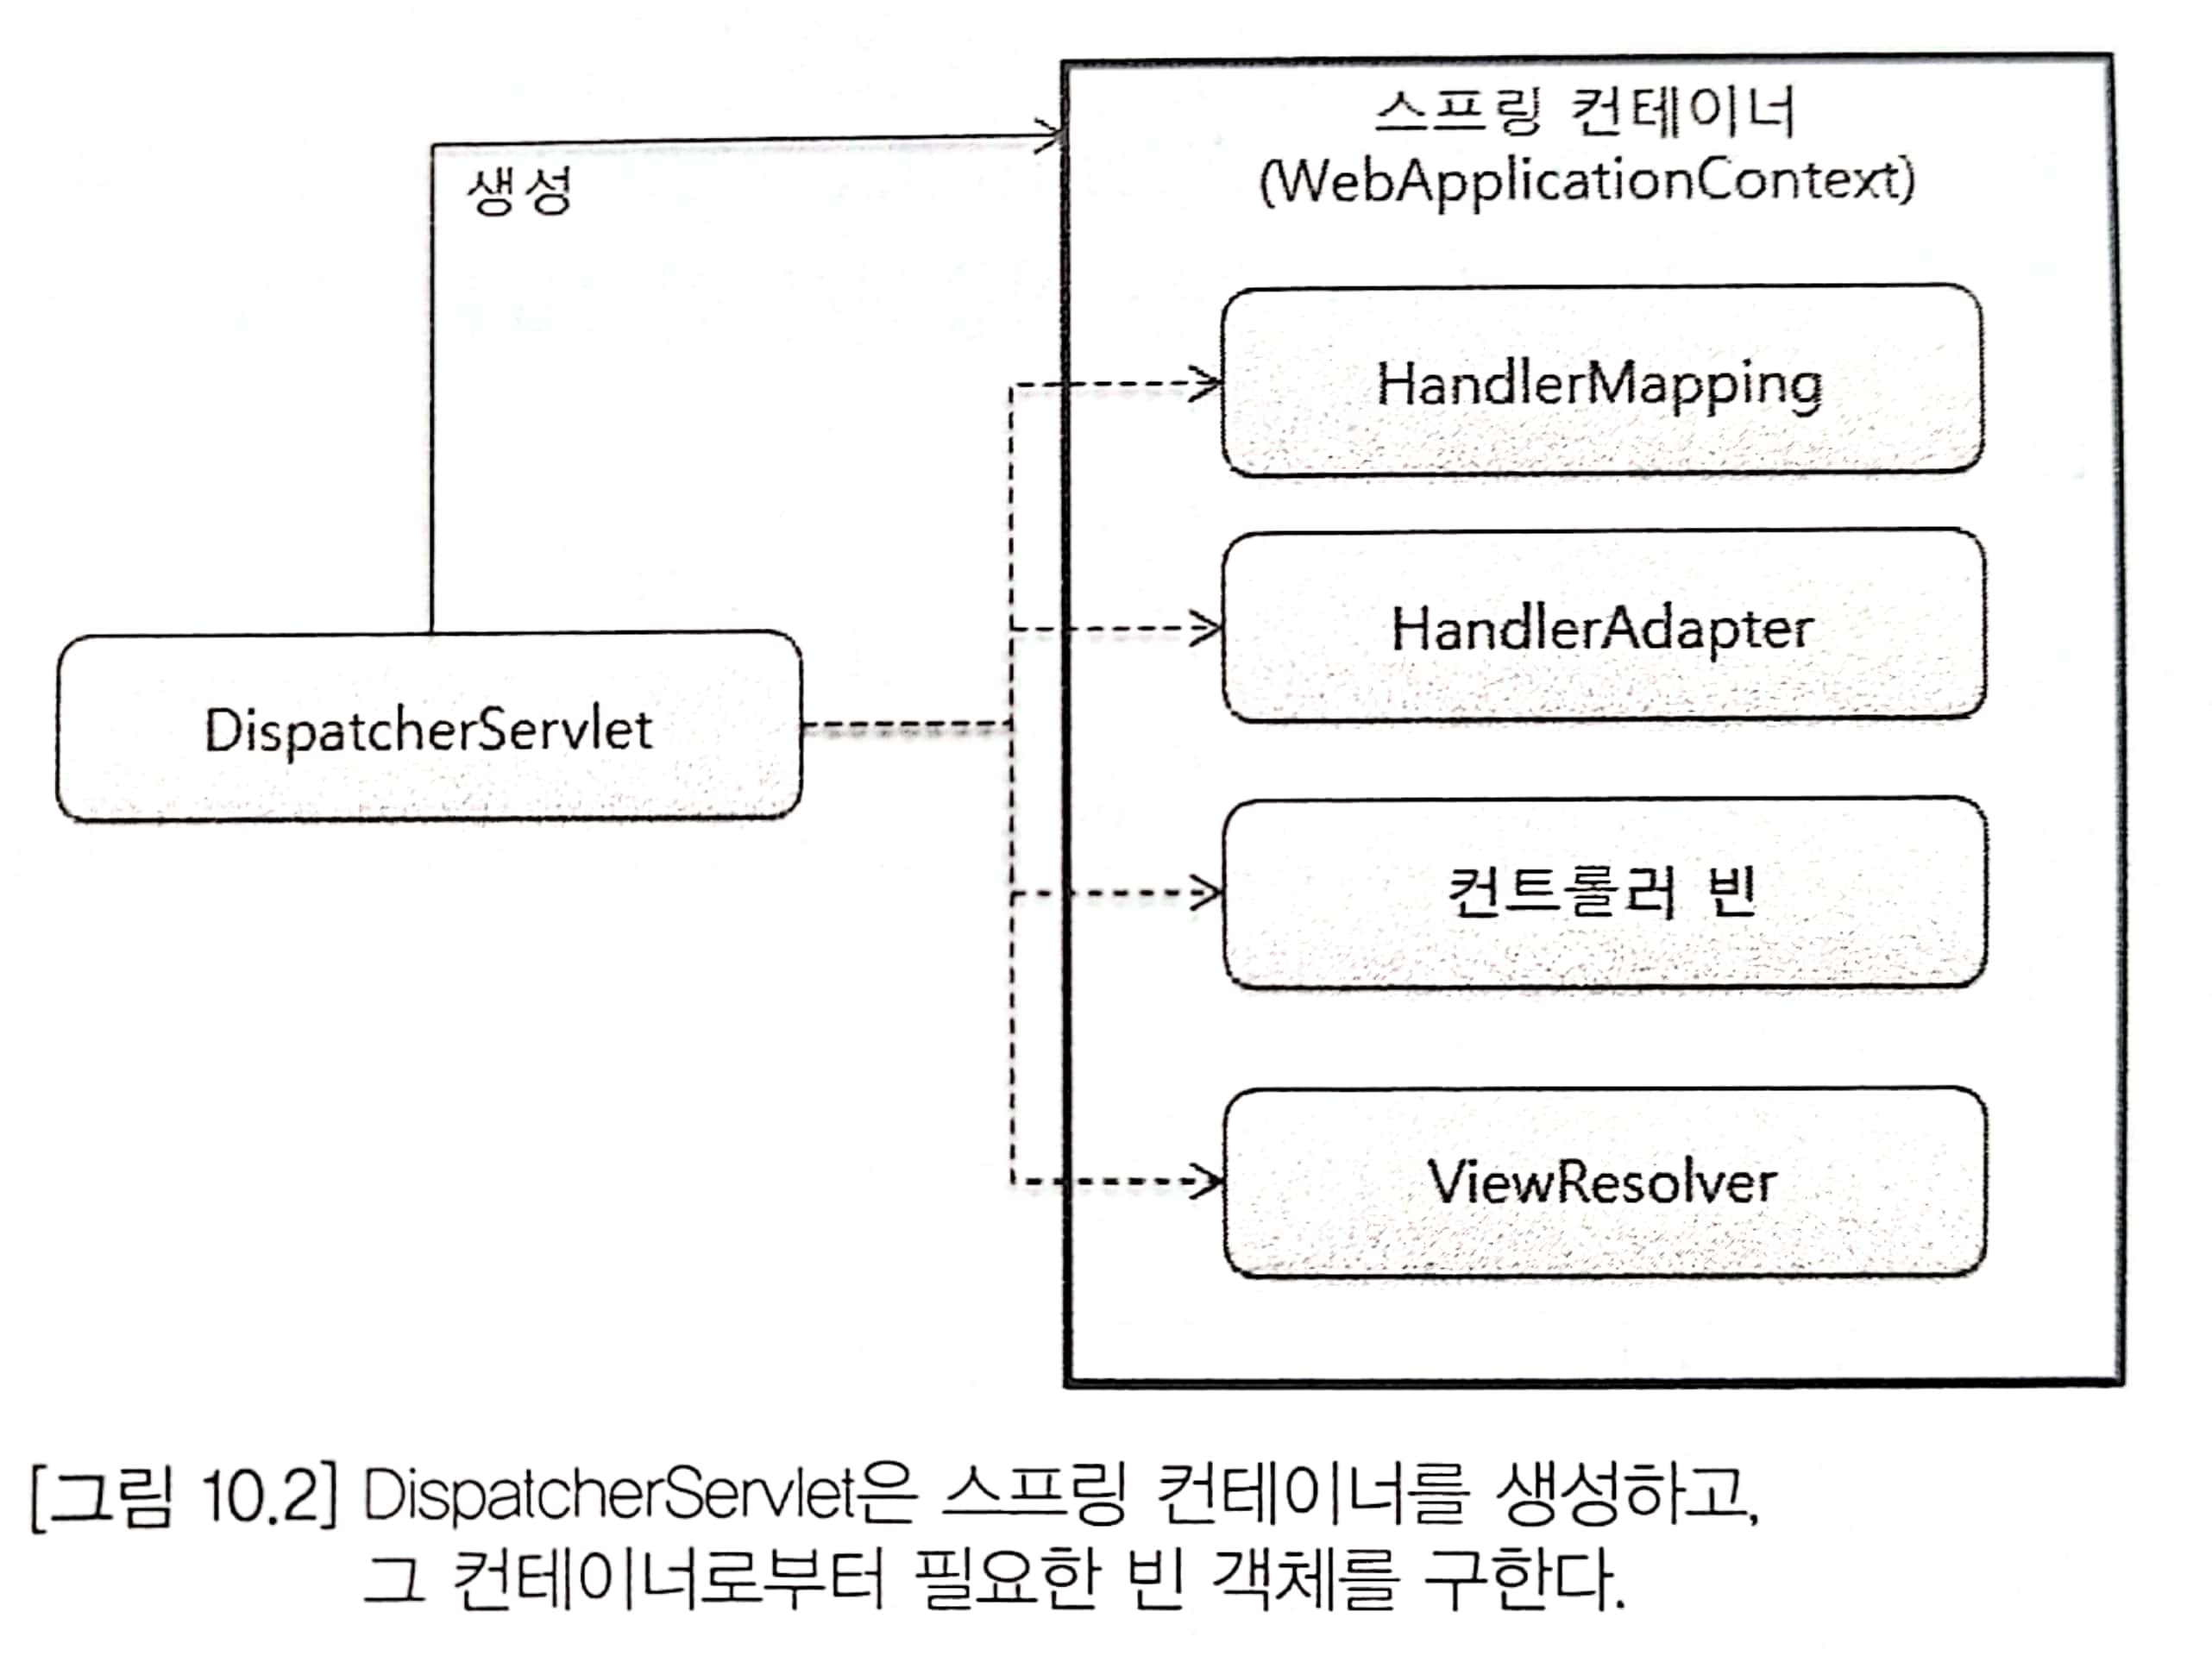 스프링 컨테이너
(WebApplicationContext)
생성
HandlerMapping
HandlerAdapter
DispatcherServlet
컨트롤러 빈
ViewResolver
[그림 10.2] DispatcherServlet은 스프링 컨테이너를 생성하고,
그 컨테이너로부터 필요한 빈 객체를 구한다.